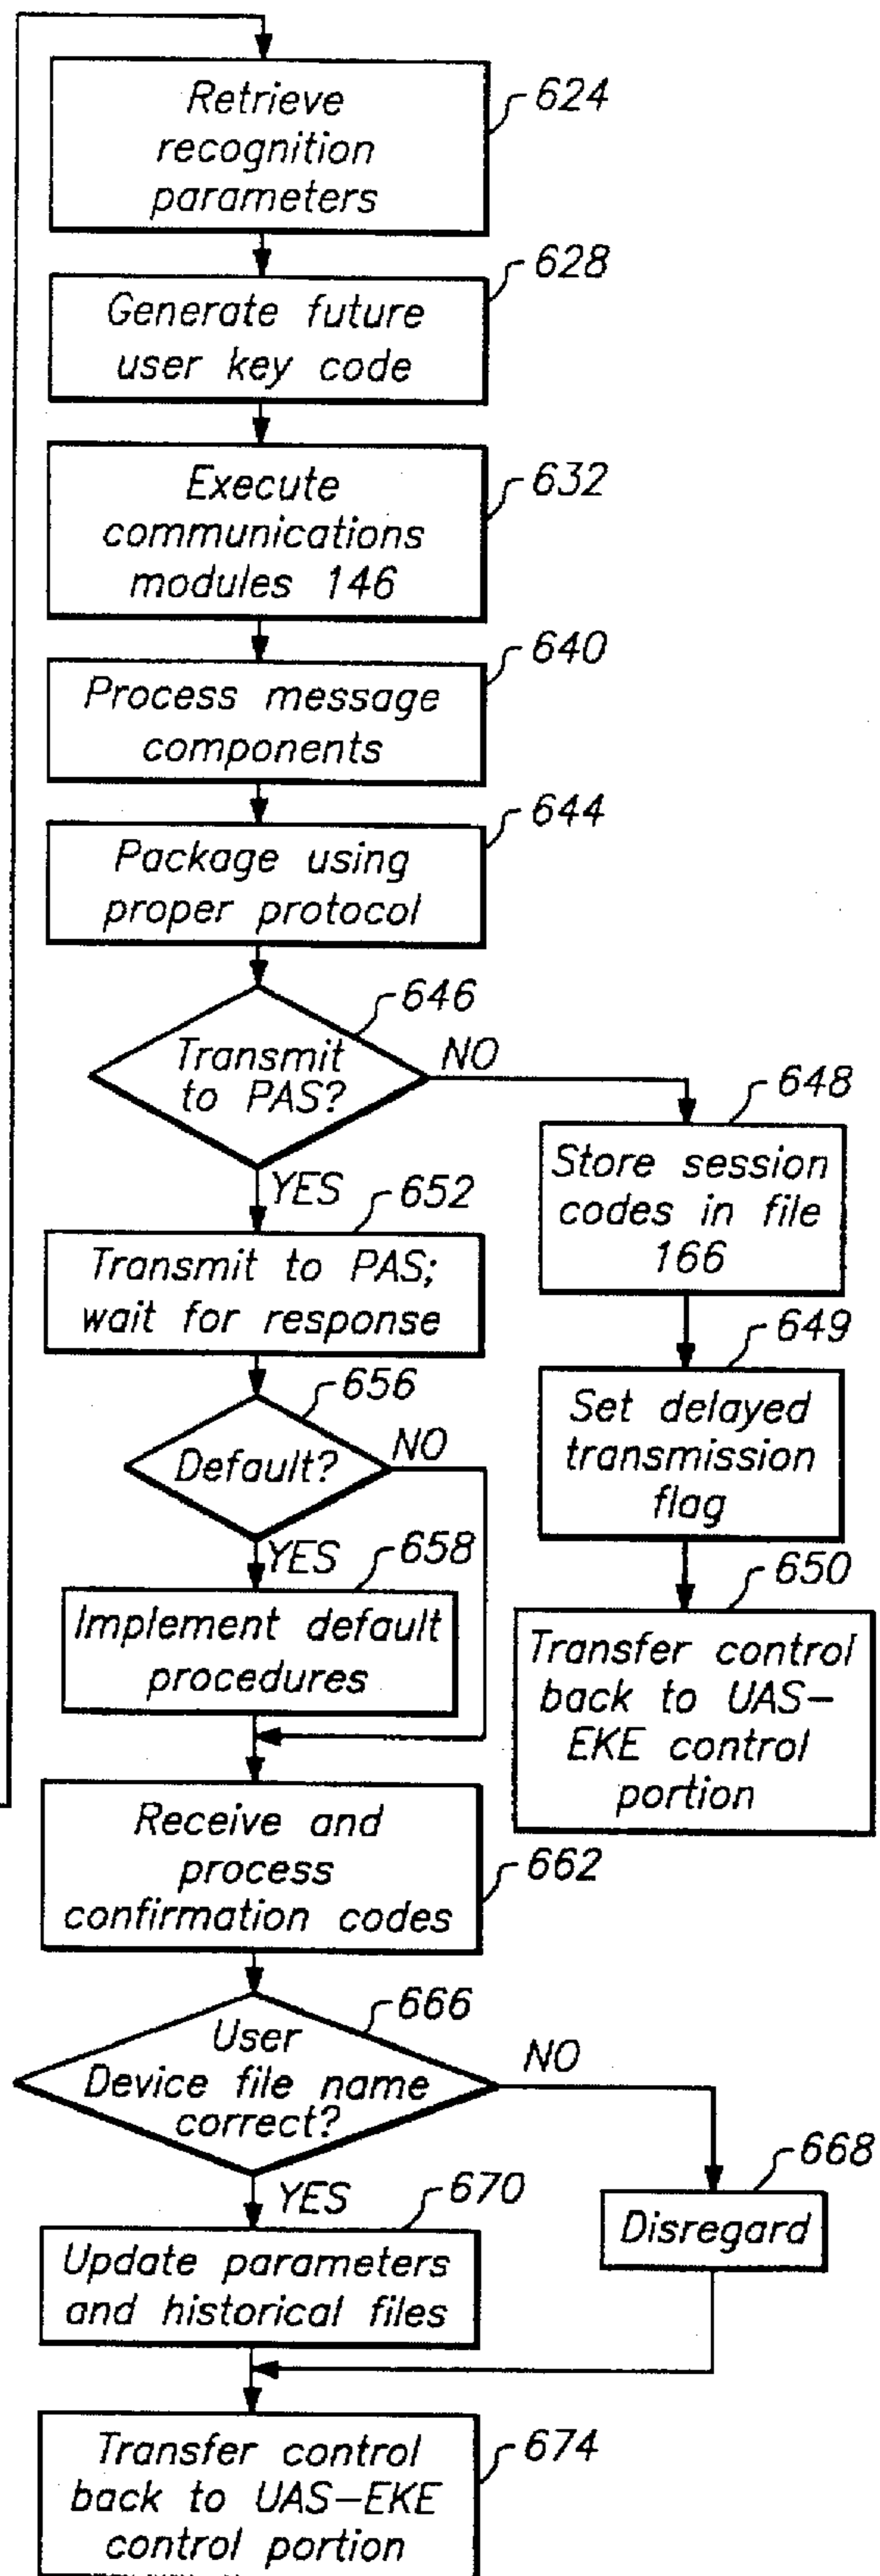 Retrieve
recognition
parameters
624
Generate future
user key code
628
Execute
communications
modules 146
632
Process message
components
640
Package using
proper protocol
644
646
Transmit
to PAS?
NO
YES
648
Store session
codes in file
166
652
Transmit to PAS;
wait for response
649
Set delayed
transmission
flag
656
Default?
NO
YES
658
Implement default
procedures
650
Transfer control
back to UAS-
EKE control
portion
Receive and
process
confirmation codes
662
666
User
Device file name
correct?
NO
YES
668
Disregard
670
Update parameters
and historical files
Transfer control
back to UAS-EKE
control portion
674